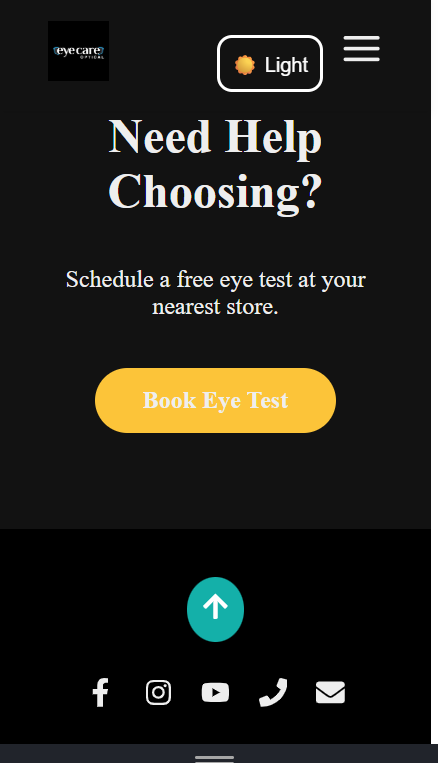 eye care
OPTICAL
Light
Need Help
Choosing?
Schedule a free eye test at your
nearest store.
Book Eye Test